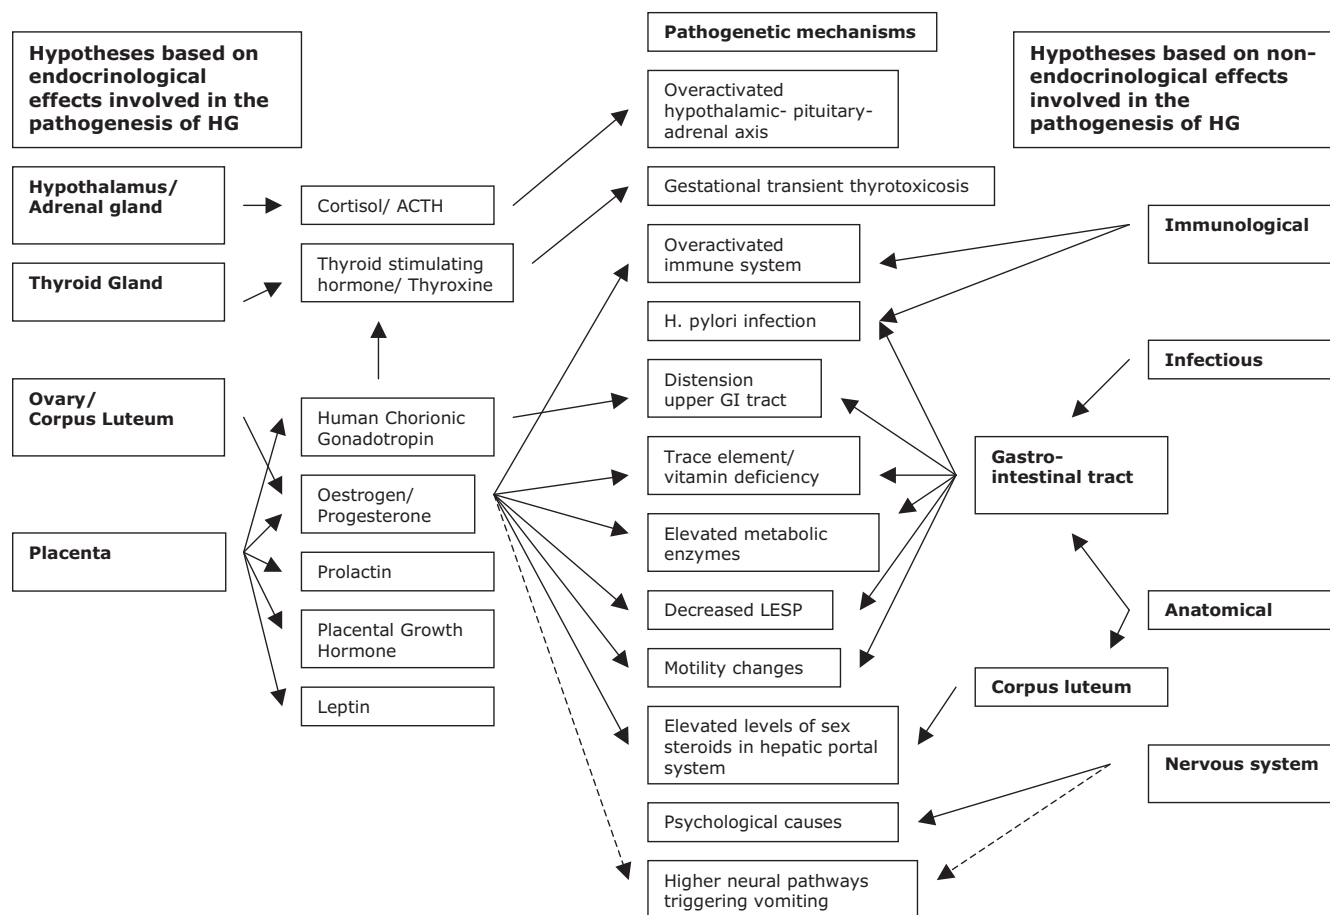 Hypotheses based on
endocrinological
effects involved in the
pathogenesis of HG
Hypothalamus/
Adrenal gland
Thyroid Gland
Ovary/
Corpus Luteum
Placenta
Cortisol/ ACTH
Thyroid stimulating
hormone/ Thyroxine
Human Chorionic
Gonadotropin
Oestrogen/
Progesterone
Prolactin
Placental Growth
Hormone
Leptin
Pathogenetic mechanisms
Overactivated
hypothalamic- pituitary-
adrenal axis
Gestational transient thyrotoxicosis
Overactivated
immune system
H. pylori infection
Distension
upper GI tract
Trace element/
vitamin deficiency
Elevated metabolic
enzymes
Decreased LESP
Motility changes
Elevated levels of sex
steroids in hepatic portal
system
Psychological causes
Higher neural pathways
triggering vomiting
Hypotheses based on non-
endocrinological effects
involved in the
pathogenesis of HG
Immunological
Infectious
Gastro-
intestinal tract
Anatomical
Corpus luteum
Nervous system